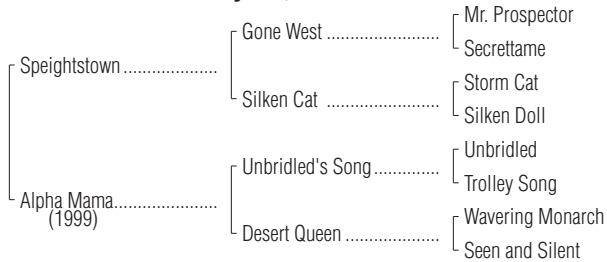 Mr. Prospector
Gone West ......................
Secrettame
Speightstown ....................
Storm Cat
Silken Cat ......................
Silken Doll
Unbridled
Unbridled's Song .............
Trolley Song
Alpha Mama.....................
(1999)
Wavering Monarch
Desert Queen ...................
Seen and Silent